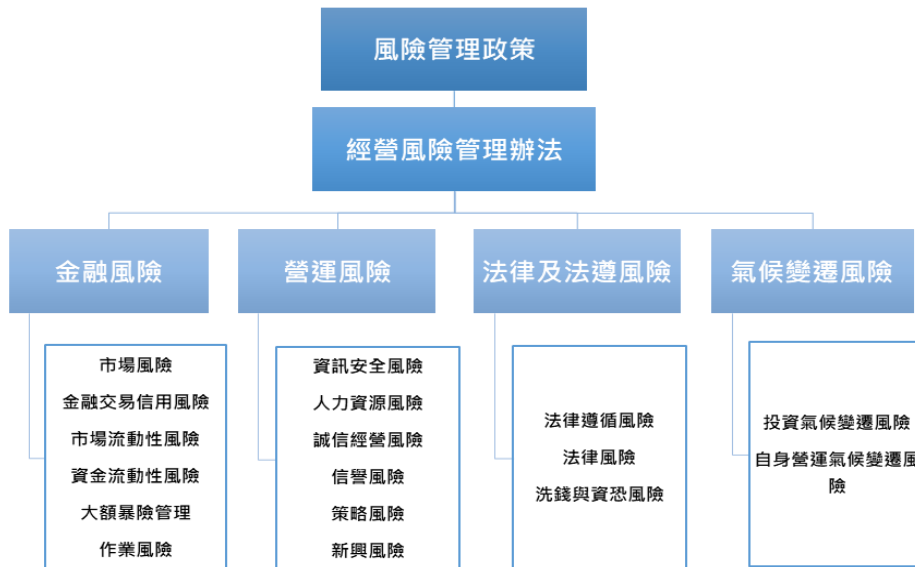 風險管理政策
經營風險管理辦法
金融風險
營運風險
法律及法遵風險
氣候變遷風險
市場風險
金融交易信用風險
市場流動性風險
資金流動性風險
大額暴險管理
作業風險
資訊安全風險
人力資源風險
誠信經營風險
信譽風險
策略風險
新興風險
法律遵循風險
法律風險
洗錢與資恐風險
投資氣候變遷風險
自身營運氣候變遷風
險